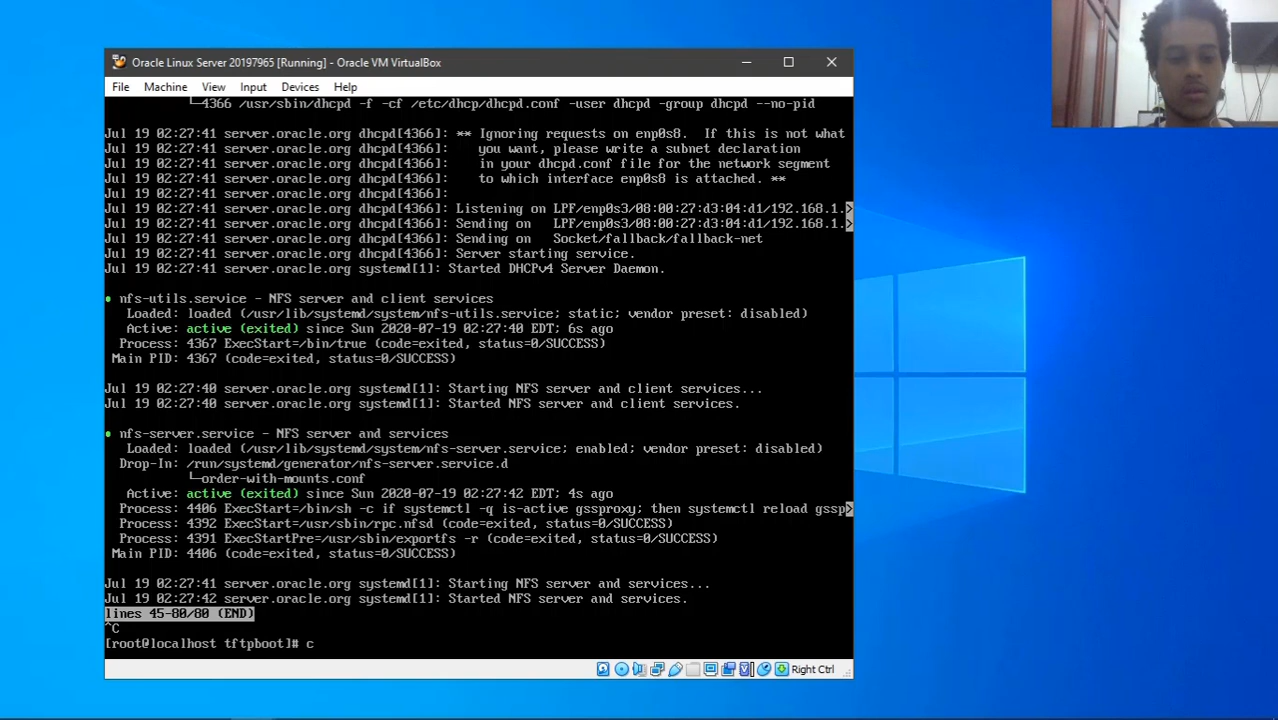 Oracle Linux Server 20197965 [Running] - Oracle VM VirtualBox
File Machine View Input Devices Help
└─4366 /usr/sbin/dhcpd -f -cf /etc/dhcp/dhcpd.conf -user dhcpd -group dhcpd --no-pid
Jul 19 02:27:41 server.oracle.org dhcpd[4366]: ** Ignoring requests on enp0s8.  If this is not what
Jul 19 02:27:41 server.oracle.org dhcpd[4366]:    you want, please write a subnet declaration
Jul 19 02:27:41 server.oracle.org dhcpd[4366]:    in your dhcpd.conf file for the network segment
Jul 19 02:27:41 server.oracle.org dhcpd[4366]:    to which interface enp0s8 is attached. **
Jul 19 02:27:41 server.oracle.org dhcpd[4366]:
Jul 19 02:27:41 server.oracle.org dhcpd[4366]: Listening on LPF/enp0s3/08:00:27:d3:04:d1/192.168.1.>
Jul 19 02:27:41 server.oracle.org dhcpd[4366]: Sending on   LPF/enp0s3/08:00:27:d3:04:d1/192.168.1.>
Jul 19 02:27:41 server.oracle.org dhcpd[4366]: Sending on   Socket/fallback/fallback-net
Jul 19 02:27:41 server.oracle.org dhcpd[4366]: Server starting service.
Jul 19 02:27:41 server.oracle.org systemd[1]: Started DHCPv4 Server Daemon.
● nfs-utils.service - NFS server and client services
Loaded: loaded (/usr/lib/systemd/system/nfs-utils.service; static; vendor preset: disabled)
Active: active (exited) since Sun 2020-07-19 02:27:40 EDT; 6s ago
Process: 4367 ExecStart=/bin/true (code=exited, status=0/SUCCESS)
Main PID: 4367 (code=exited, status=0/SUCCESS)
Jul 19 02:27:40 server.oracle.org systemd[1]: Starting NFS server and client services...
Jul 19 02:27:40 server.oracle.org systemd[1]: Started NFS server and client services.
● nfs-server.service - NFS server and services
Loaded: loaded (/usr/lib/systemd/system/nfs-server.service; enabled; vendor preset: disabled)
Drop-In: /run/systemd/generator/nfs-server.service.d
└─order-with-mounts.conf
Active: active (exited) since Sun 2020-07-19 02:27:42 EDT; 4s ago
Process: 4406 ExecStart=/bin/sh -c if systemctl -q is-active gssproxy; then systemctl reload gssp>
Process: 4392 ExecStart=/usr/sbin/rpc.nfsd (code=exited, status=0/SUCCESS)
Process: 4391 ExecStartPre=/usr/sbin/exportfs -r (code=exited, status=0/SUCCESS)
Main PID: 4406 (code=exited, status=0/SUCCESS)
Jul 19 02:27:41 server.oracle.org systemd[1]: Starting NFS server and services...
Jul 19 02:27:42 server.oracle.org systemd[1]: Started NFS server and services.
lines 45-80/80 (END)
^C
[root@localhost tftpboot]# c
Right Ctrl